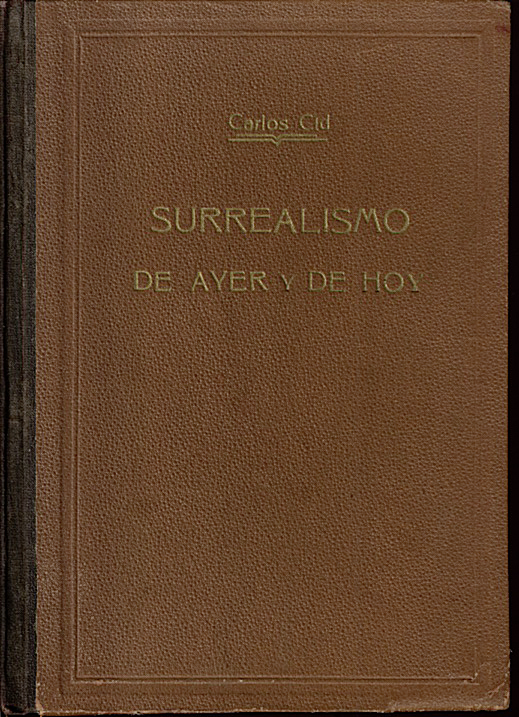 Carlos Cid
SURREALISMO
DE AYER Y DE HOY